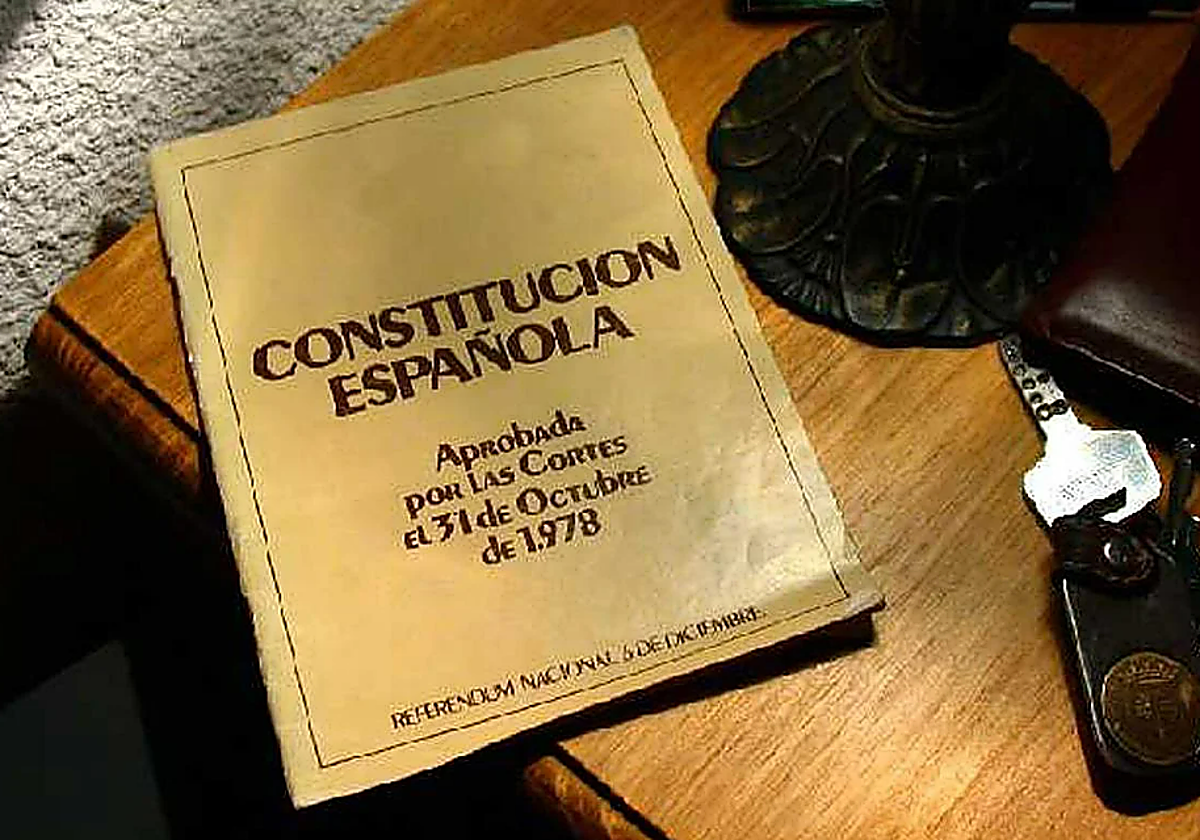 CONSTITUCION
ESPAÑOLA
Aprobada
por las Cortes
el 31 de Octubre
de 1.978
REFERENDUM NACIONAL 6 DE DICIEMBRE.